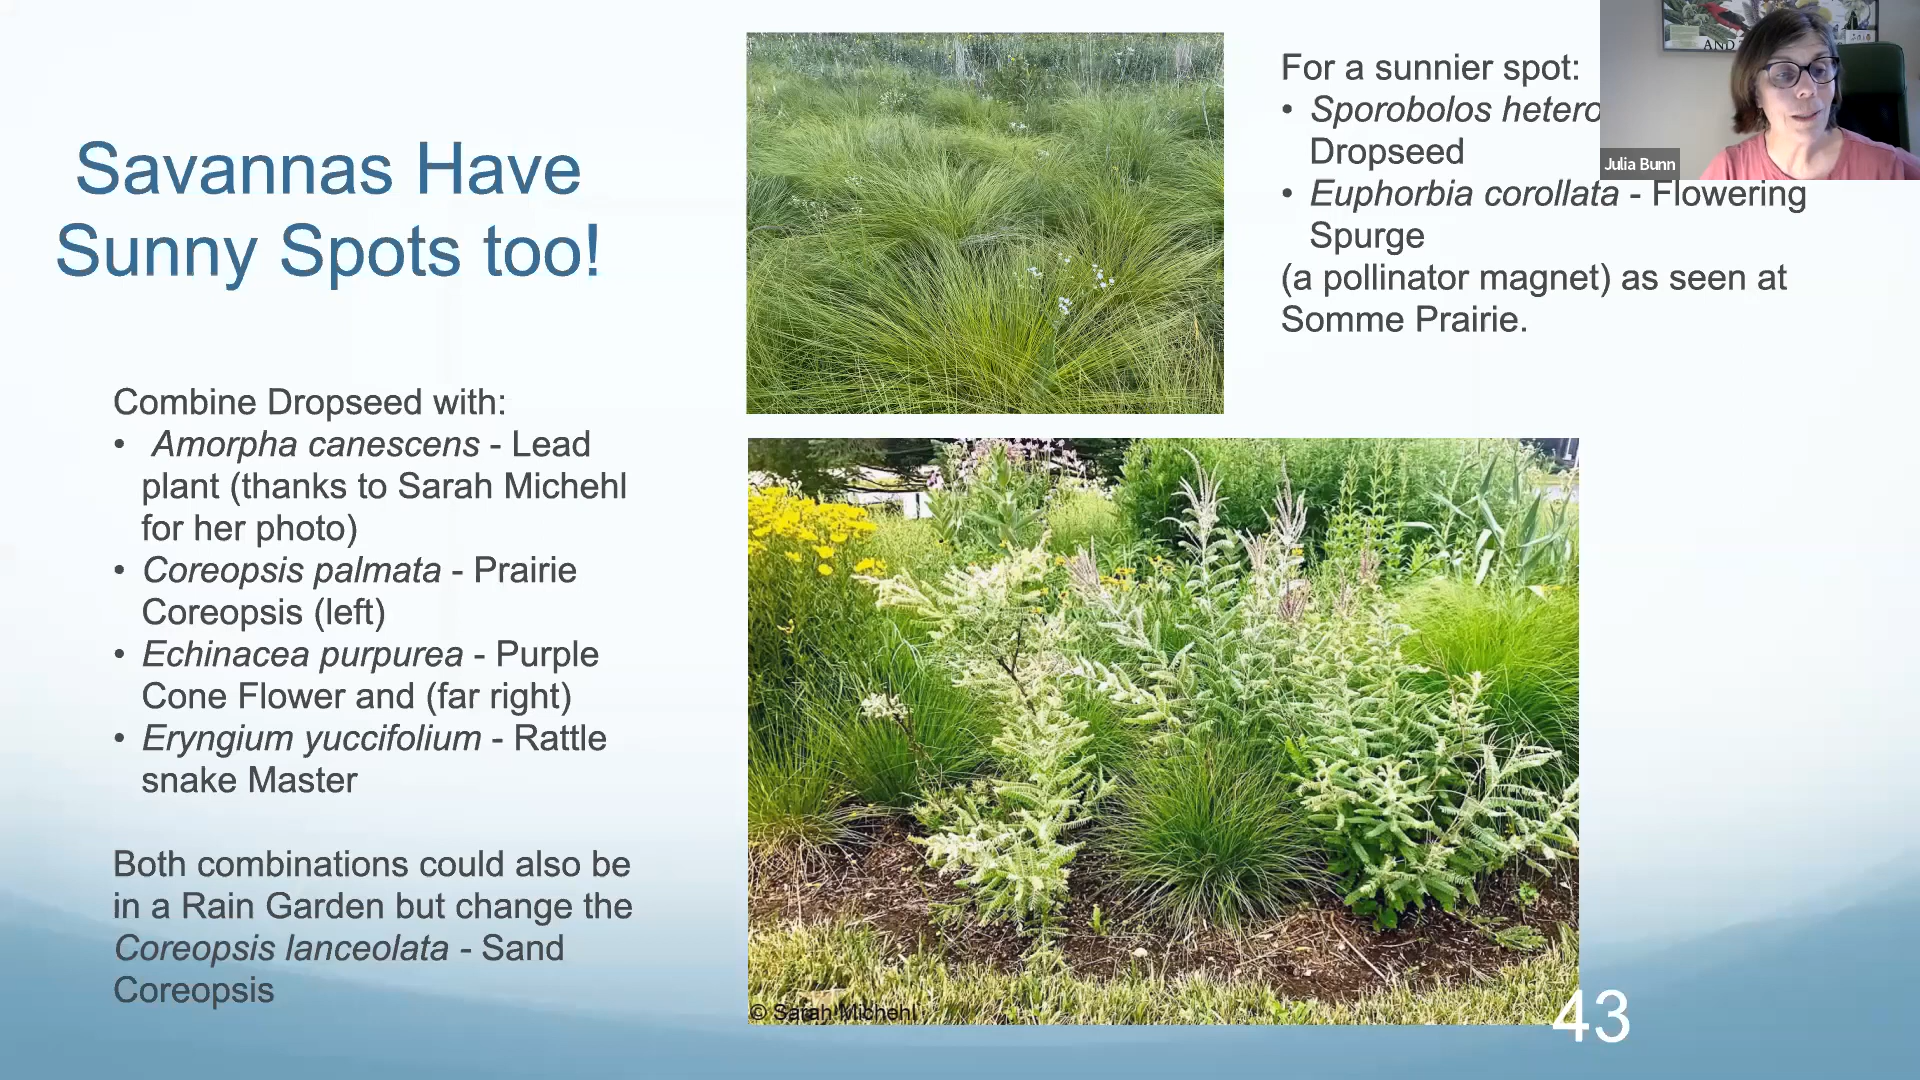 Savannas Have
Sunny Spots too!
Combine Dropseed with:
• Amorpha canescens - Lead
plant (thanks to Sarah Michehl
for her photo)
• Coreopsis palmata - Prairie
Coreopsis (left)
• Echinacea purpurea - Purple
Cone Flower and (far right)
• Eryngium yuccifolium - Rattle
snake Master
Both combinations could also be
in a Rain Garden but change the
Coreopsis lanceolata - Sand
Coreopsis
For a sunnier spot:
• Sporobolos hetero
Dropseed
• Euphorbia corollata - Flowering
Spurge
(a pollinator magnet) as seen at
Somme Prairie.
AND
Julia Bunn
© Sarah Michehl
43